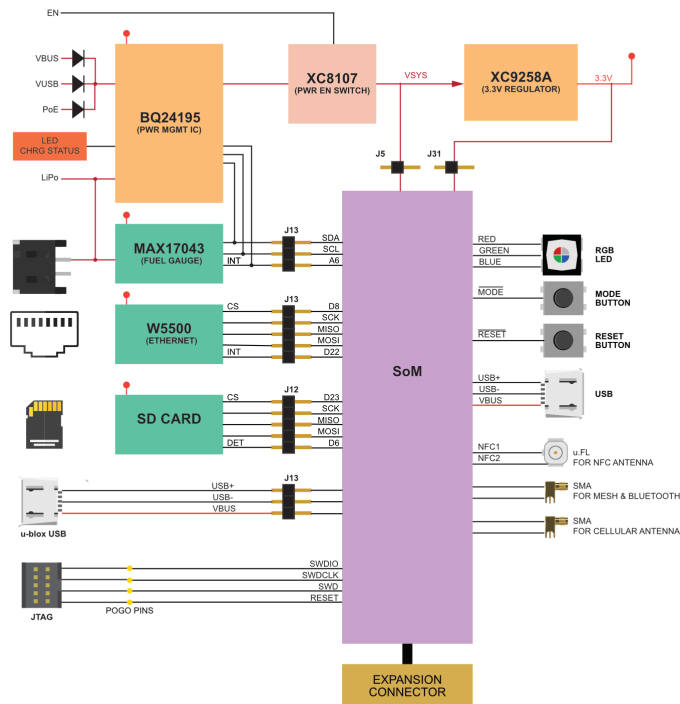 EN
VBUS
VUSB
PoE
BQ24195
(PWR MGMT IC)
XC8107
(PWR EN SWITCH)
VSYS
XC9258A
(3.3V REGULATOR)
3.3V
LED
CHRG STATUS
LiPo
J5
J31
MAX17043
(FUEL GAUGE)
INT
J13
SDA
SCL
A6
W5500
(ETHERNET)
CS
INT
J13
D8
SCK
MISO
MOSI
D22
SD CARD
CS
DET
J12
D23
SCK
MISO
MOSI
D6
u-blox USB
USB+
USB-
VBUS
J13
JTAG
POGO PINS
SWDIO
SWDCLK
SWD
RESET
SoM
RED
GREEN
BLUE
RGB
LED
MODE
MODE
BUTTON
RESET
RESET
BUTTON
USB+
USB-
VBUS
USB
NFC1
NFC2
u.FL
FOR NFC ANTENNA
SMA
FOR MESH & BLUETOOTH
SMA
FOR CELLULAR ANTENNA
EXPANSION
CONNECTOR